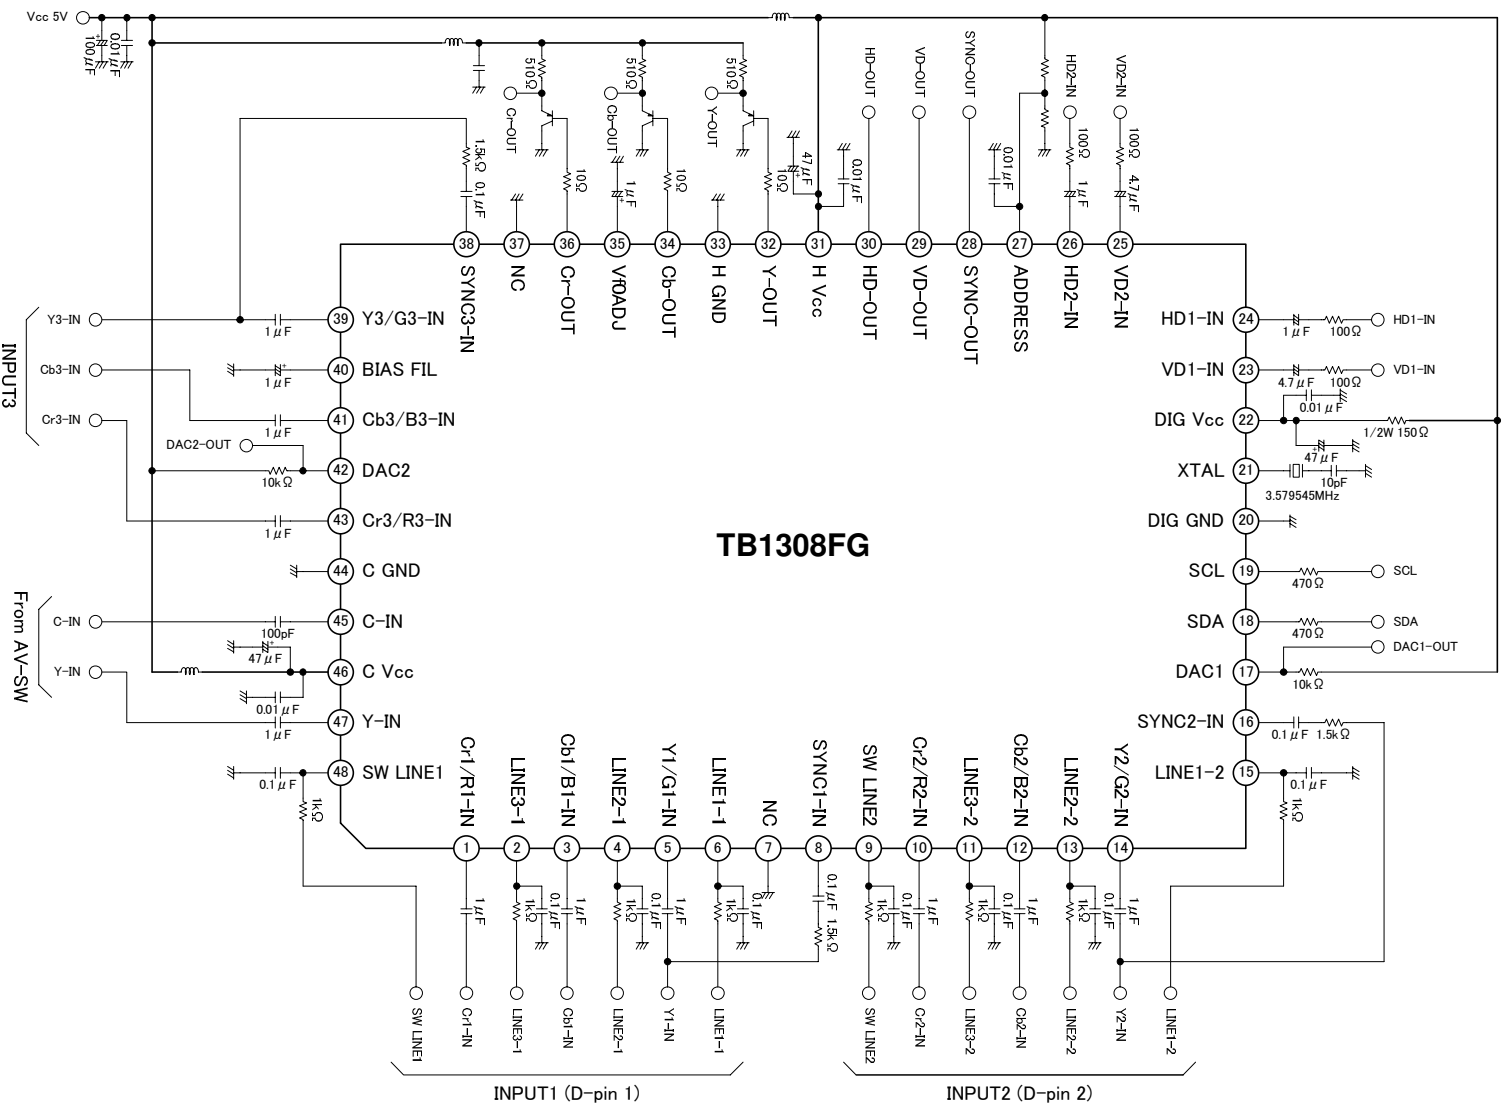 Vcc 5V
100μF
0.01μF
510Ω
Cr-OUT
510Ω
Cb-OUT
510Ω
Y-OUT
HD-OUT
VD-OUT
SYNC-OUT
HD2-IN
VD2-IN
1.5kΩ
0.1μF
10Ω
1μF
10Ω
10Ω
47μF
0.01μF
0.01μF
100Ω
1μF
100Ω
4.7μF
38
37
36
35
34
33
32
31
30
29
28
27
26
25
SYNC3-IN
NC
Cr-OUT
Vf0ADJ
Cb-OUT
H GND
Y-OUT
H Vcc
HD-OUT
VD-OUT
SYNC-OUT
ADDRESS
HD2-IN
VD2-IN
INPUT3
Y3-IN
1μF
39
Y3/G3-IN
Cb3-IN
1μF
40
BIAS FIL
Cr3-IN
1μF
41
Cb3/B3-IN
DAC2-OUT
10kΩ
42
DAC2
1μF
43
Cr3/R3-IN
44
C GND
From AV-SW
C-IN
100pF
45
C-IN
47μF
Y-IN
46
C Vcc
0.01μF
1μF
47
Y-IN
0.1μF
48
SW LINE1
1kΩ
TB1308FG
HD1-IN
24
1μF
100Ω
HD1-IN
VD1-IN
23
4.7μF
100Ω
VD1-IN
0.01μF
DIG Vcc
22
1/2W 150Ω
47μF
XTAL
21
10pF
3.579545MHz
DIG GND
20
SCL
19
470Ω
SCL
SDA
18
470Ω
SDA
DAC1-OUT
DAC1
17
10kΩ
SYNC2-IN
16
0.1μF
1.5kΩ
LINE1-2
15
0.1μF
1kΩ
Cr1/R1-IN
LINE3-1
Cb1/B1-IN
LINE2-1
Y1/G1-IN
LINE1-1
NC
SYNC1-IN
SW LINE2
Cr2/R2-IN
LINE3-2
Cb2/B2-IN
LINE2-2
Y2/G2-IN
1
2
3
4
5
6
7
8
9
10
11
12
13
14
1μF
1kΩ
0.1μF
1μF
1kΩ
0.1μF
1μF
1kΩ
0.1μF
0.1μF
1.5kΩ
1kΩ
0.1μF
1μF
1kΩ
0.1μF
1μF
1kΩ
0.1μF
1μF
SW LINE1
Cr1-IN
LINE3-1
Cb1-IN
LINE2-1
Y1-IN
LINE1-1
SW LINE2
Cr2-IN
LINE3-2
Cb2-IN
LINE2-2
Y2-IN
LINE1-2
INPUT1 (D-pin 1)
INPUT2 (D-pin 2)